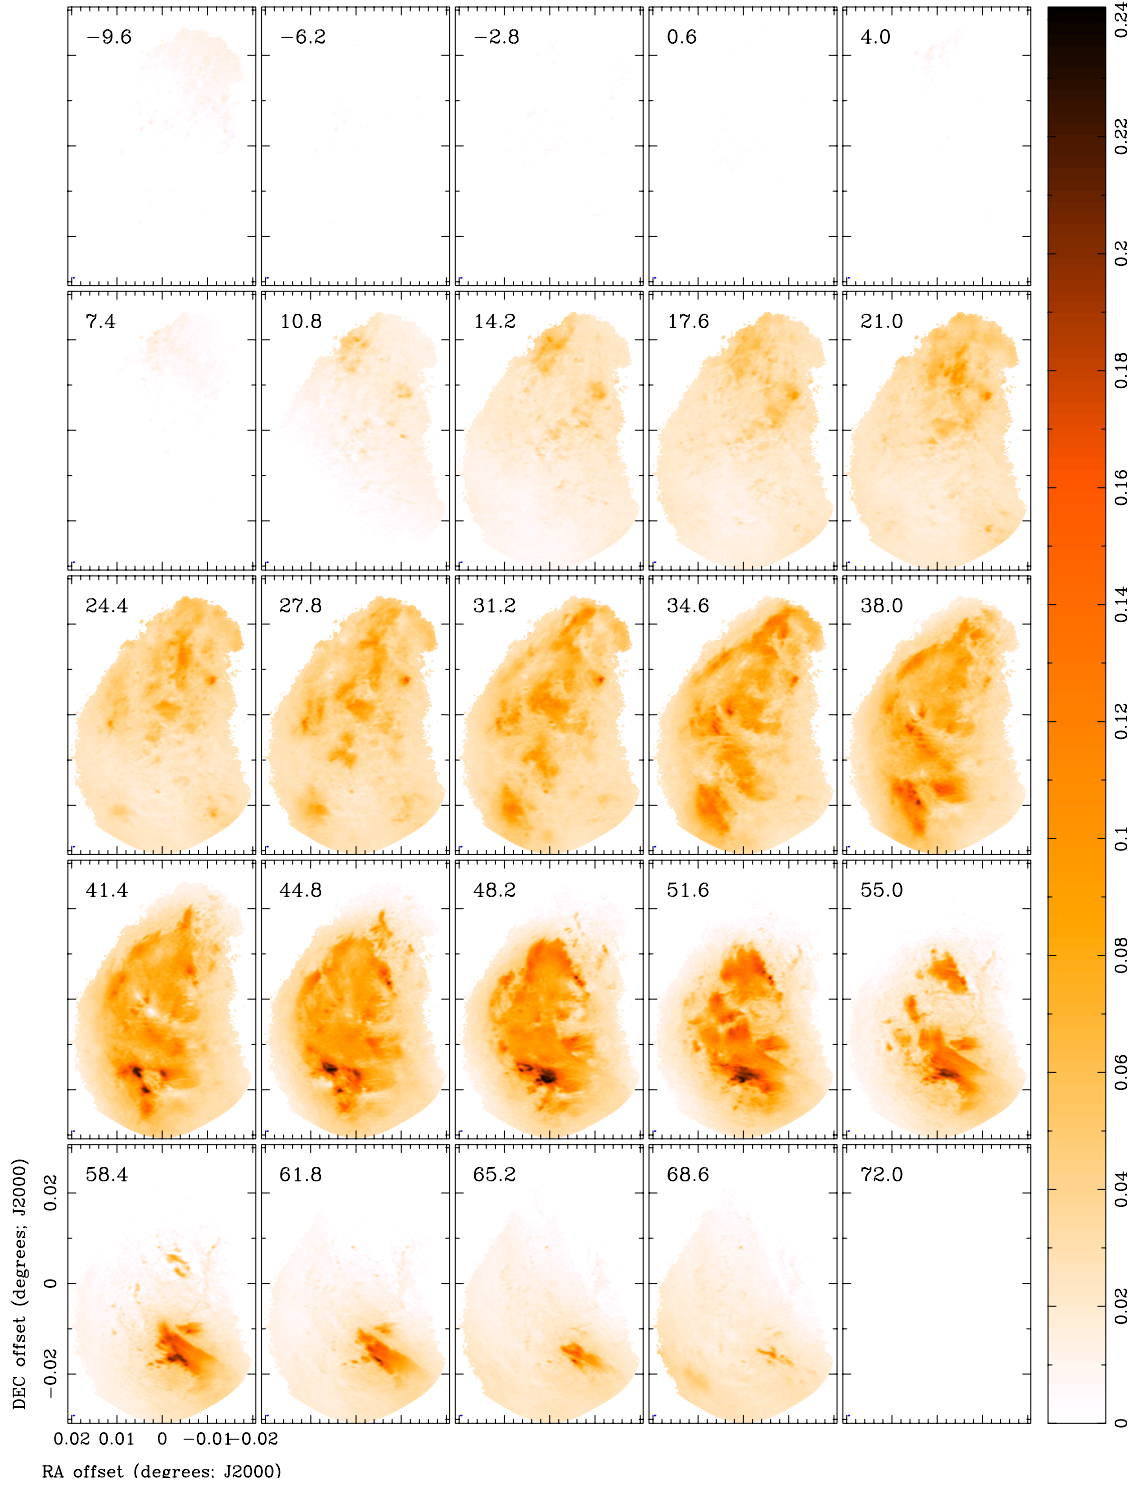 −9.6 −6.2 −2.8 0.6 4.0
7.4 10.8 14.2 17.6 21.0
24.4 27.8 31.2 34.6 38.0
41.4 44.8 48.2 51.6 55.0
58.4 61.8 65.2 68.6 72.0
0.24
0.22
0.2
0.18
0.16
0.14
0.12
0.1
0.08
0.06
0.04
0.02
0
DEC offset (degrees; J2000)
0.02
0
−0.02
0.02 0.01 0 −0.01 −0.02
RA offset (degrees; J2000)